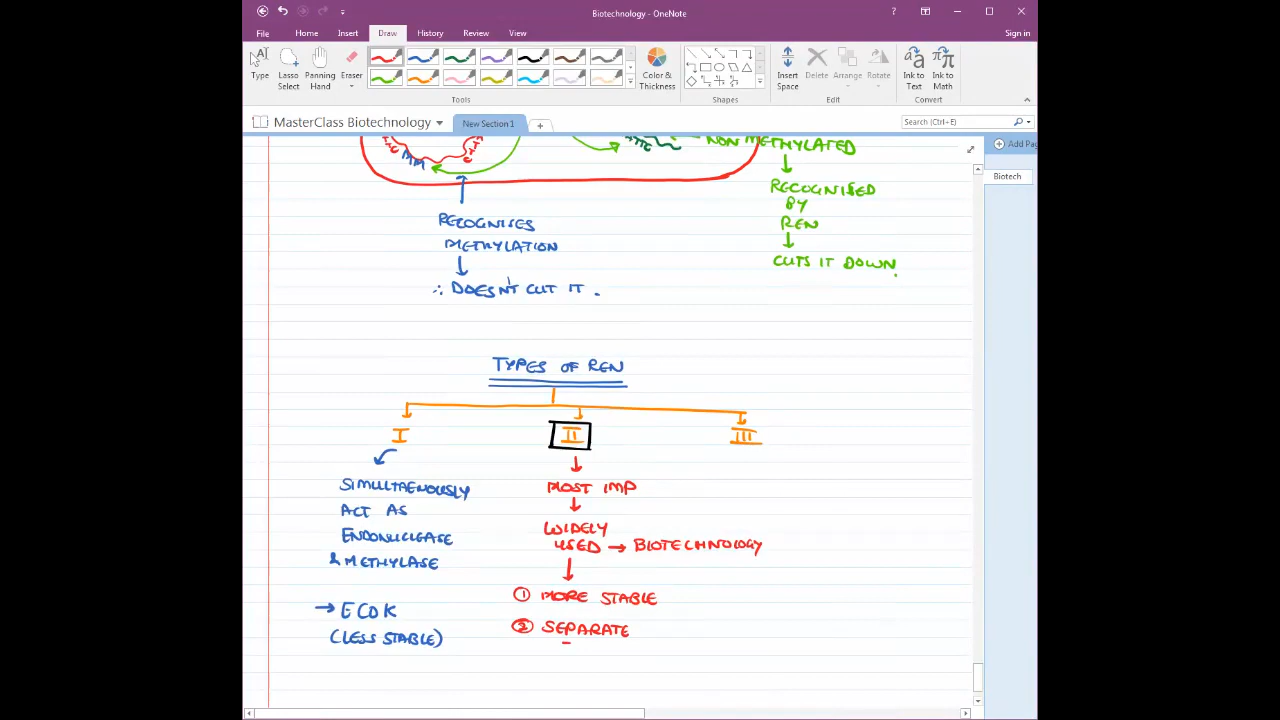 Biotechnology - OneNote
File Home Insert Draw History Review View
Sign in
Type
Lasso Select
Panning Hand
Eraser
Color & Thickness
Insert Space
Delete
Arrange
Rotate
Ink to Text
Ink to Math
Tools
Shapes
Edit
Convert
MasterClass Biotechnology
New Section 1
Search (Ctrl+E)
Add Pag
Biotech
MM
NON METHYLATED
RECOGNISED
BY
REN
CUTS IT DOWN.
RECOGNISES
METHYLATION
∴ DOESN'T CUT IT.
TYPES OF REN
I
II
III
SIMULTAENOUSLY
ACT AS
ENDONUCLEASE
& METHYLASE
→ ECOK
(LESS STABLE)
MOST IMP
WIDELY
USED → BIOTECHNOLOGY
① MORE STABLE
② SEPARATE